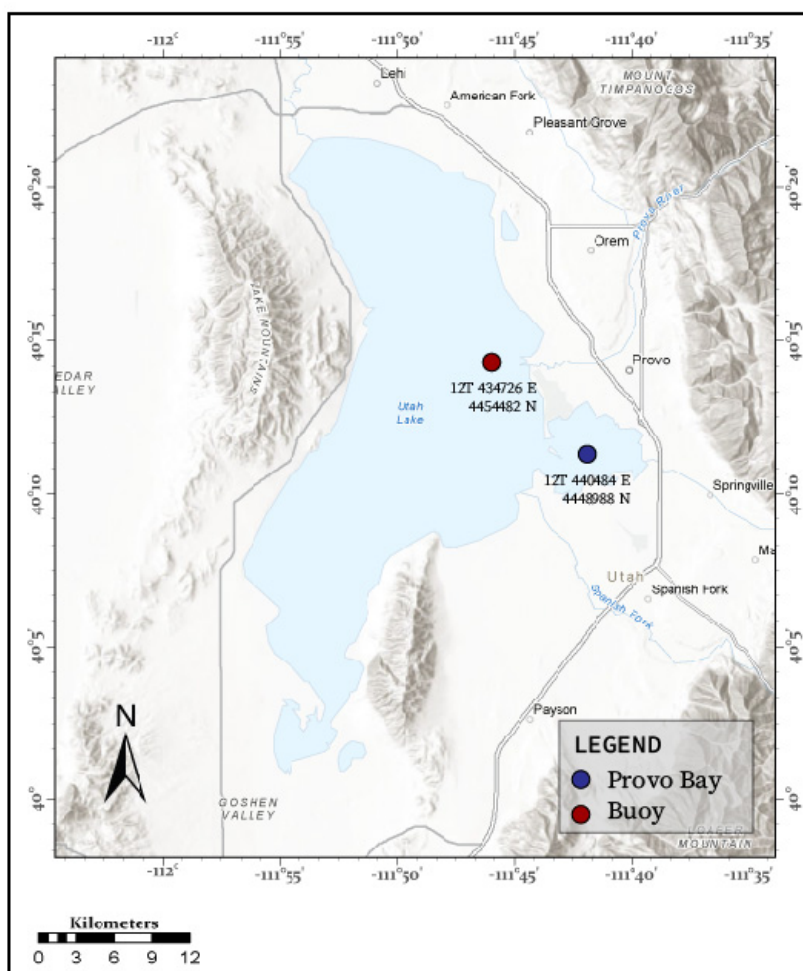 -112°
-111°55'
-111°50'
-111°45'
-111°40'
-111°35'
Lehi
MOUNT
TIMPANOGOS
American Fork
Pleasant Grove
40°20'
40°20'
Provo River
Orem
LAKE MOUNTAINS
40°15'
40°15'
Provo
EDAR
ALLEY
12T 434726 E
4454482 N
Utah
Lake
12T 440484 E
4448988 N
Springville
40°10'
40°10'
Ma
Utah
Spanish Fork
Spanish Fork
40°5'
40°5'
N
Payson
LEGEND
Provo Bay
Buoy
40°
40°
GOSHEN
VALLEY
LOAFER
MOUNTAIN
-112°
-111°55'
-111°50'
-111°45'
-111°40'
-111°35'
Kilometers
0 3 6 9 12